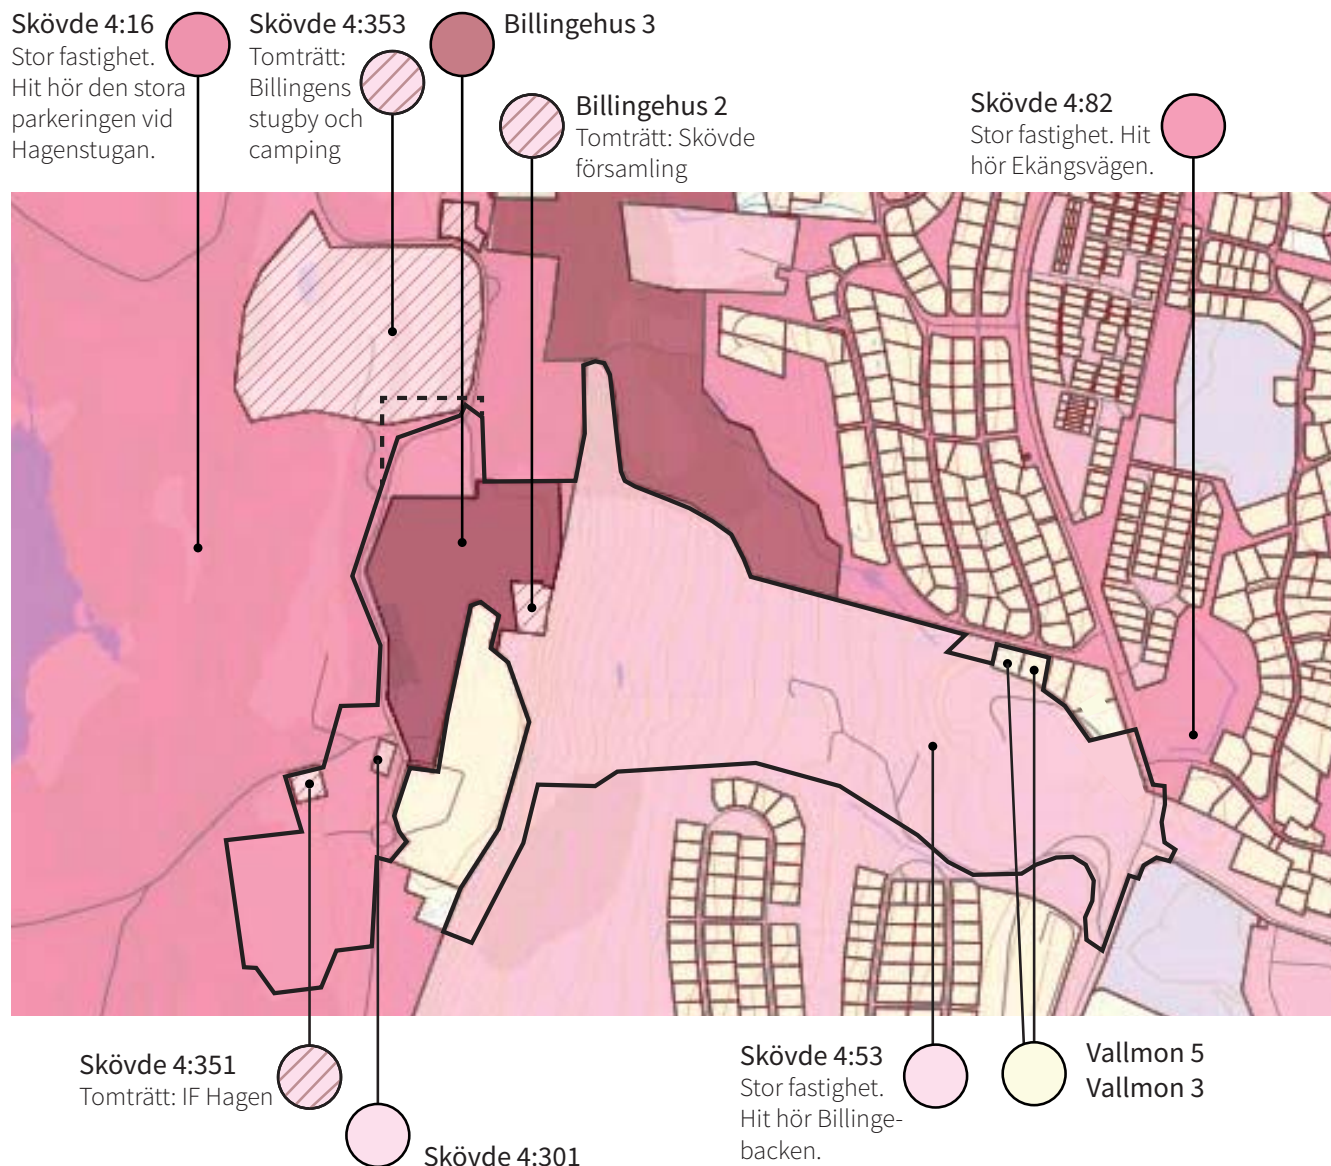 Skövde 4:16
Stor fastighet.
Hit hör den stora
parkeringen vid
Hagenstugan.
Skövde 4:353
Tomträtt:
Billingens
stugby och
camping
Billingehus 3
Billingehus 2
Tomträtt: Skövde
församling
Skövde 4:82
Stor fastighet. Hit
hör Ekängsvägen.
Skövde 4:351
Tomträtt: IF Hagen
Skövde 4:301
Skövde 4:53
Stor fastighet.
Hit hör Billinge-
backen.
Vallmon 5
Vallmon 3